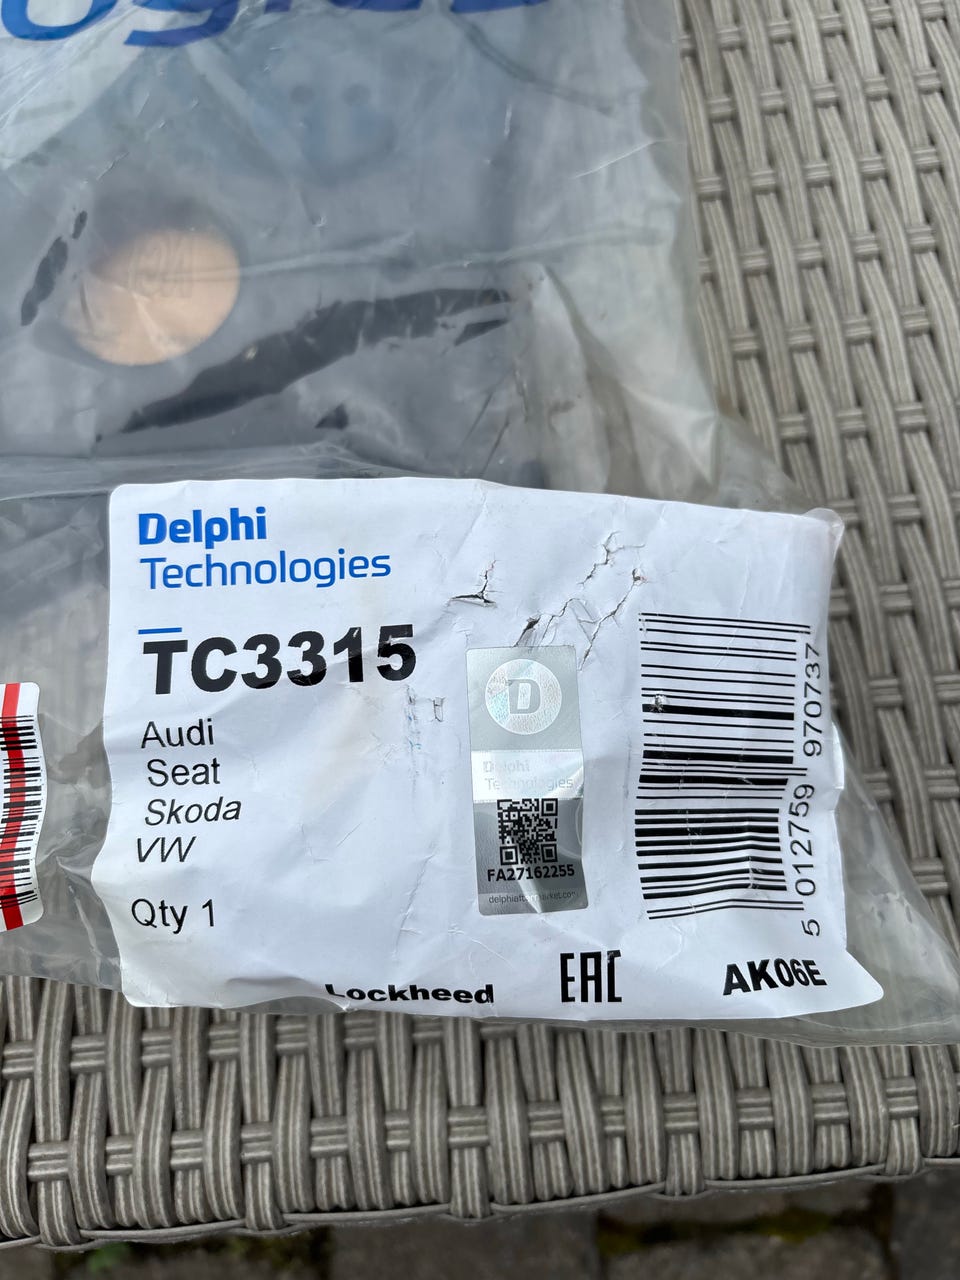 Delphi
Technologies
TC3315
Audi
Seat
Skoda
VW
Qty 1
D
Delphi
Technologies
FA27162255
5 012759 970737
Lockheed
EAC
AK06E